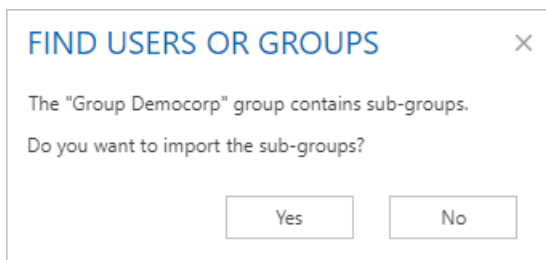 FIND USERS OR GROUPS
The "Group Democorp" group contains sub-groups.
Do you want to import the sub-groups?
Yes No